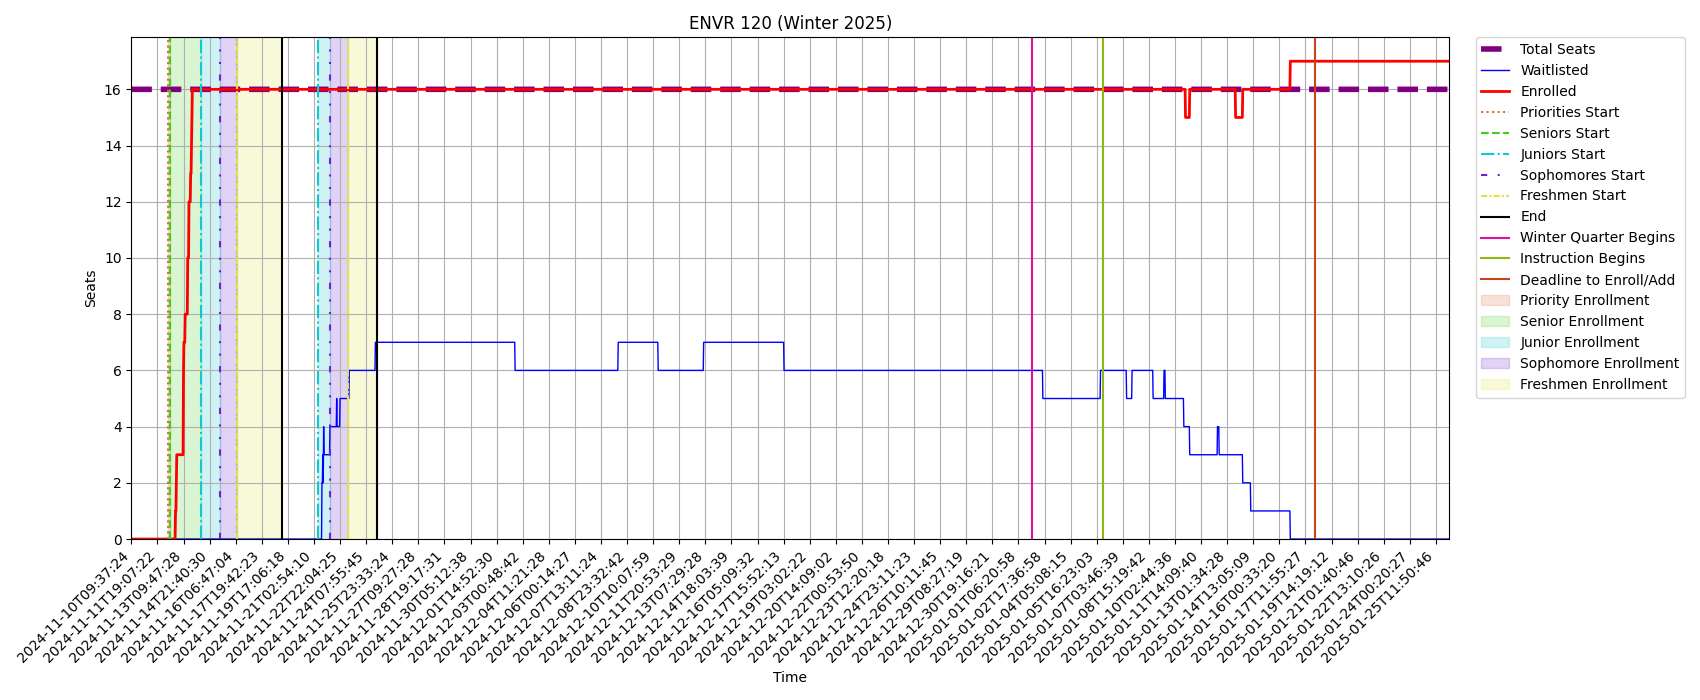 ENVR 120 (Winter 2025)
Seats
16
14
12
10
8
6
4
2
0
2024-11-10T09:37:24
2024-11-11T19:07:22
2024-11-13T09:47:28
2024-11-14T21:40:30
2024-11-16T06:47:04
2024-11-17T19:42:23
2024-11-19T17:06:18
2024-11-21T02:54:10
2024-11-22T22:04:25
2024-11-24T07:55:45
2024-11-25T23:33:24
2024-11-27T09:27:28
2024-11-28T19:17:31
2024-11-30T05:12:38
2024-12-01T14:52:30
2024-12-03T00:48:42
2024-12-04T11:21:28
2024-12-06T00:14:27
2024-12-07T13:11:24
2024-12-08T23:32:42
2024-12-10T10:07:59
2024-12-11T20:53:29
2024-12-13T07:29:28
2024-12-14T18:03:39
2024-12-16T05:09:32
2024-12-17T15:52:13
2024-12-19T03:02:22
2024-12-20T14:09:02
2024-12-22T00:53:50
2024-12-23T12:20:18
2024-12-24T23:11:23
2024-12-26T10:11:45
2024-12-29T08:27:19
2024-12-30T19:16:21
2025-01-01T06:20:58
2025-01-02T17:36:58
2025-01-04T05:08:15
2025-01-05T16:23:03
2025-01-07T03:46:39
2025-01-08T15:19:42
2025-01-10T02:44:36
2025-01-11T14:09:40
2025-01-13T01:34:28
2025-01-14T13:05:09
2025-01-16T00:33:20
2025-01-17T11:55:27
2025-01-19T14:19:12
2025-01-21T01:40:46
2025-01-22T13:10:26
2025-01-24T00:20:27
2025-01-25T11:50:46
Time
Total Seats
Waitlisted
Enrolled
Priorities Start
Seniors Start
Juniors Start
Sophomores Start
Freshmen Start
End
Winter Quarter Begins
Instruction Begins
Deadline to Enroll/Add
Priority Enrollment
Senior Enrollment
Junior Enrollment
Sophomore Enrollment
Freshmen Enrollment